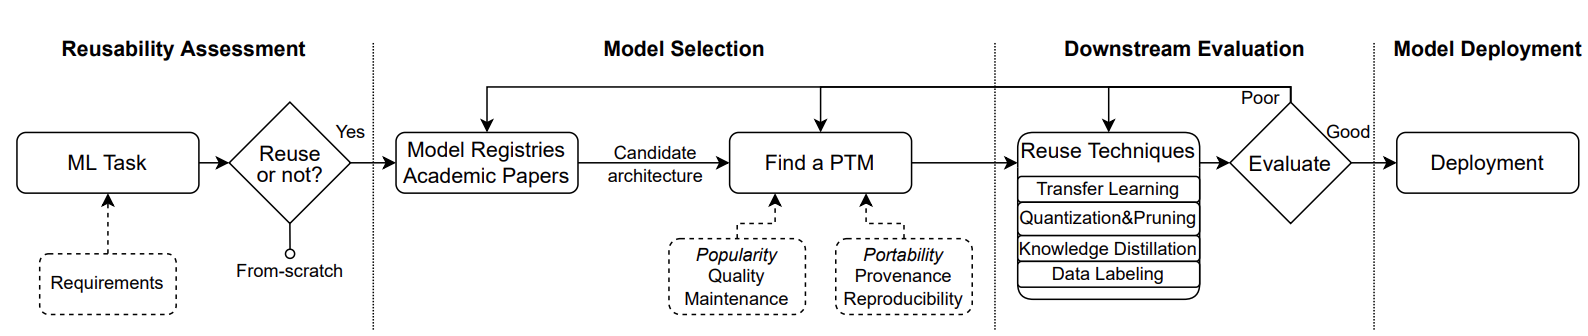 Reusability Assessment
Model Selection
Downstream Evaluation
Model Deployment
ML Task
Requirements
Reuse
or not?
Yes
From-scratch
Model Registries
Academic Papers
Candidate
architecture
Find a PTM
Popularity
Quality
Maintenance
Portability
Provenance
Reproducibility
Reuse Techniques
Transfer Learning
Quantization&Pruning
Knowledge Distillation
Data Labeling
Poor
Evaluate
Good
Deployment